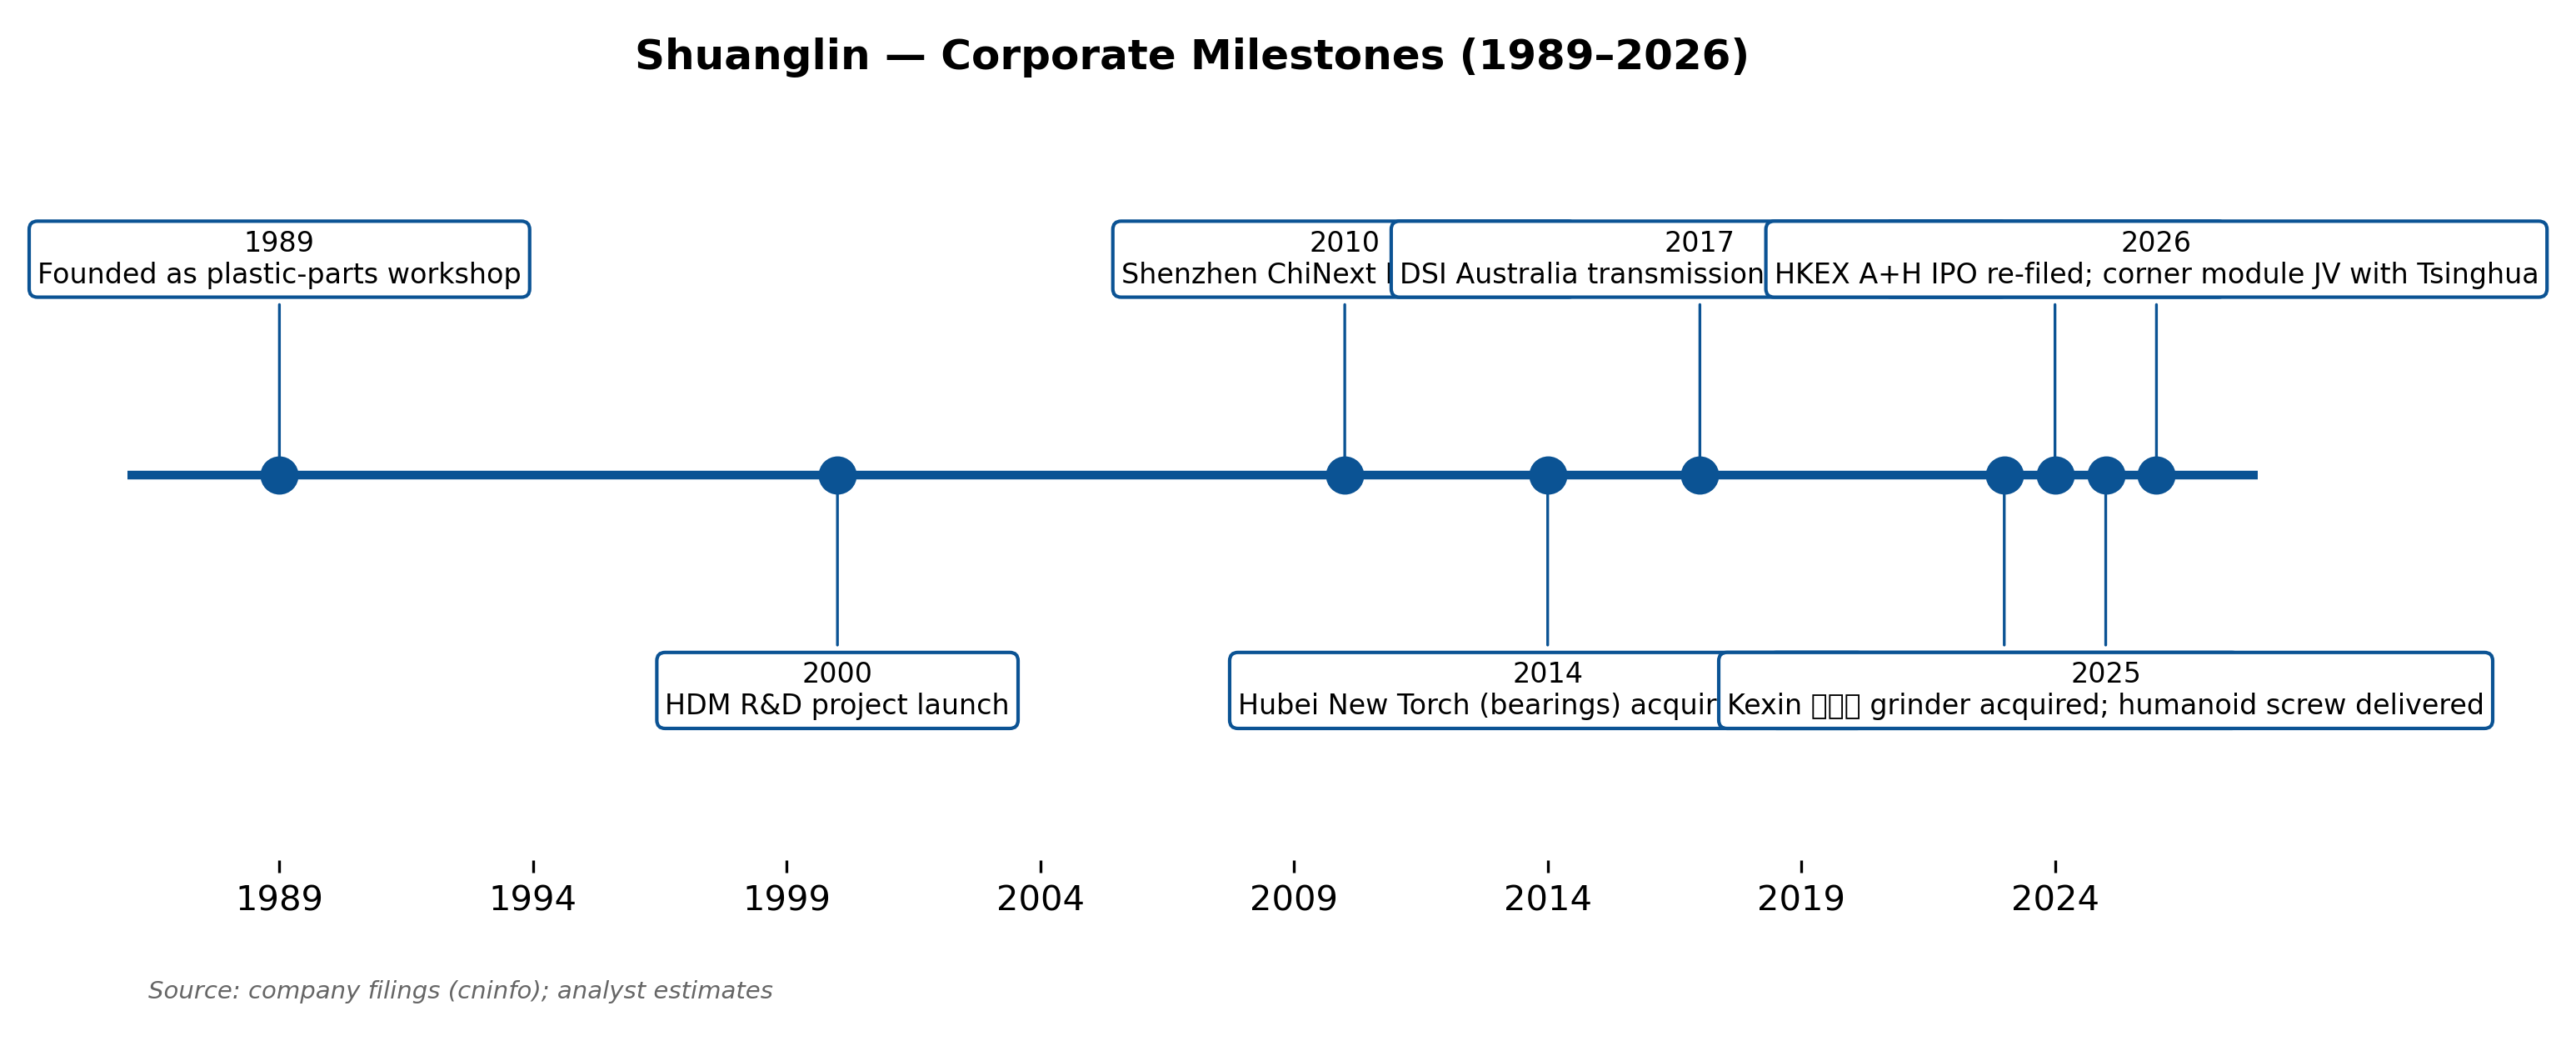 Shuanglin — Corporate Milestones (1989–2026)
1989
Founded as plastic-parts workshop
2010
Shenzhen ChiNext
2017
DSI Australia transmission
2026
HKEX A+H IPO re-filed; corner module JV with Tsinghua
2000
HDM R&D project launch
2014
Hubei New Torch (bearings)
2025
Kexin □□□ grinder acquired; humanoid screw delivered
1989 1994 1999 2004 2009 2014 2019 2024
Source: company filings (cninfo); analyst estimates